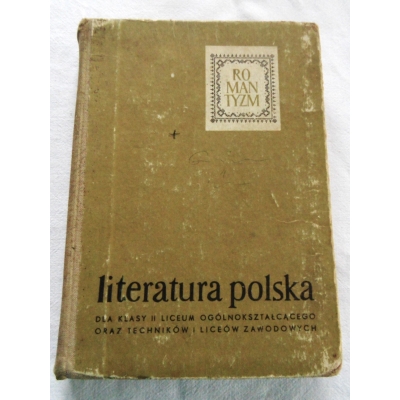 RO
MAN
TYZM
literatura polska
DLA KLASY II LICEUM OGÓLNOKSZTAŁCĄCEGO
ORAZ TECHNIKÓW I LICEÓW ZAWODOWYCH